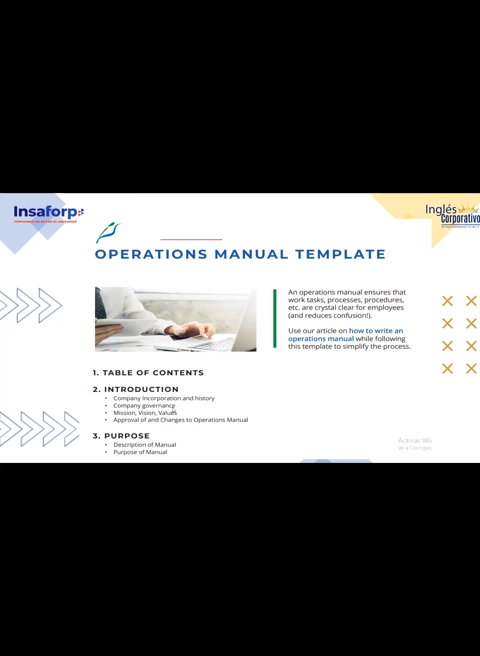 Insaforp
Inglés
Corporativo
OPERATIONS MANUAL TEMPLATE
An operations manual ensures that
work tasks, processes, procedures,
etc. are crystal clear for employees
(and reduces confusion!).
Use our article on how to write an
operations manual while following
this template to simplify the process.
1. TABLE OF CONTENTS
2. INTRODUCTION
• Company Incorporation and history
• Company governance
• Mission, Vision, Values
• Approval of and Changes to Operations Manual
3. PURPOSE
• Description of Manual
• Purpose of Manual
Activar Wi
Ve a Configu